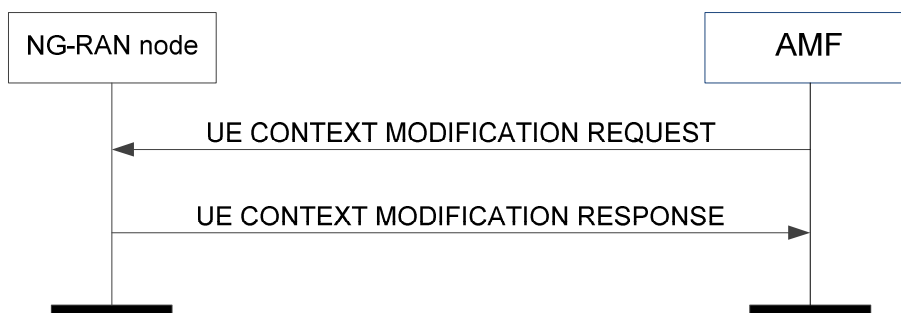 NG-RAN node
AMF
UE CONTEXT MODIFICATION REQUEST
UE CONTEXT MODIFICATION RESPONSE